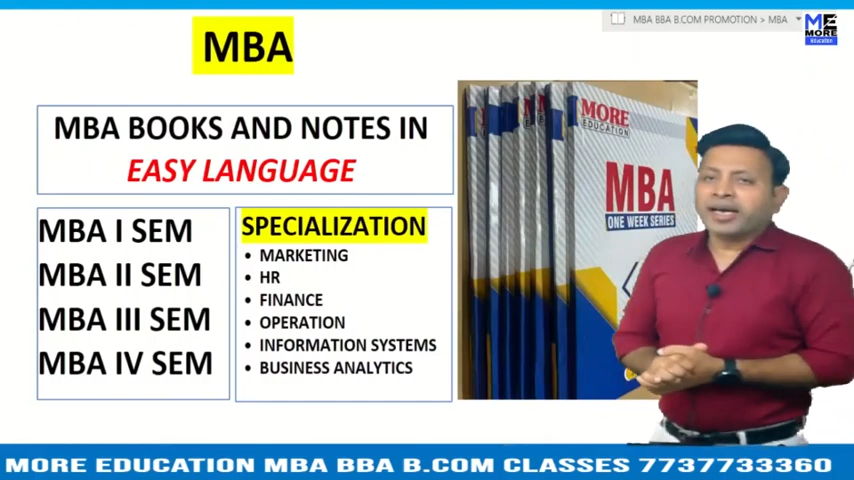 MBA BBA B.COM PROMOTION > MBA
ME
MORE
Education
MBA
MBA BOOKS AND NOTES IN
EASY LANGUAGE
MBA I SEM
MBA II SEM
MBA III SEM
MBA IV SEM
SPECIALIZATION
• MARKETING
• HR
• FINANCE
• OPERATION
• INFORMATION SYSTEMS
• BUSINESS ANALYTICS
MORE
EDUCATION
MBA
ONE WEEK SERIES
MORE EDUCATION MBA BBA B.COM CLASSES 7737733360